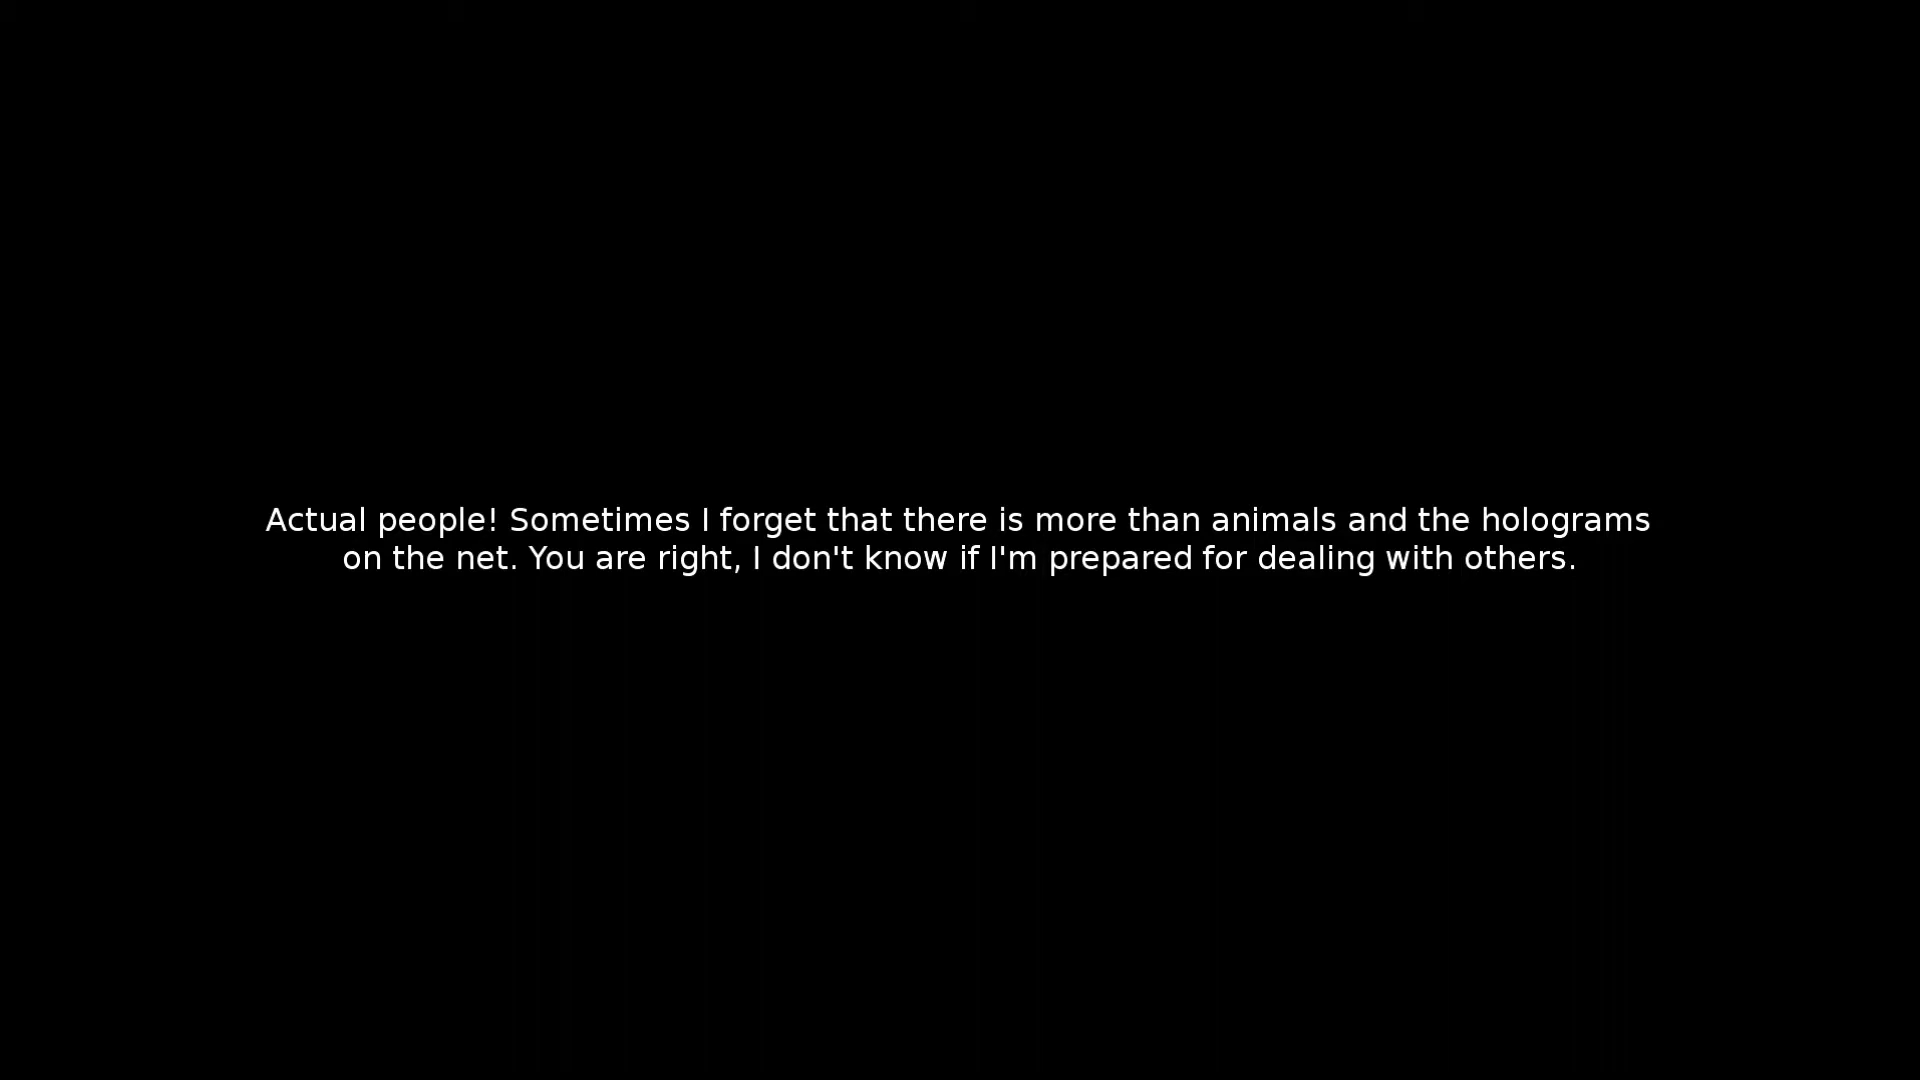 Actual people! Sometimes I forget that there is more than animals and the holograms
on the net. You are right, I don't know if I'm prepared for dealing with others.